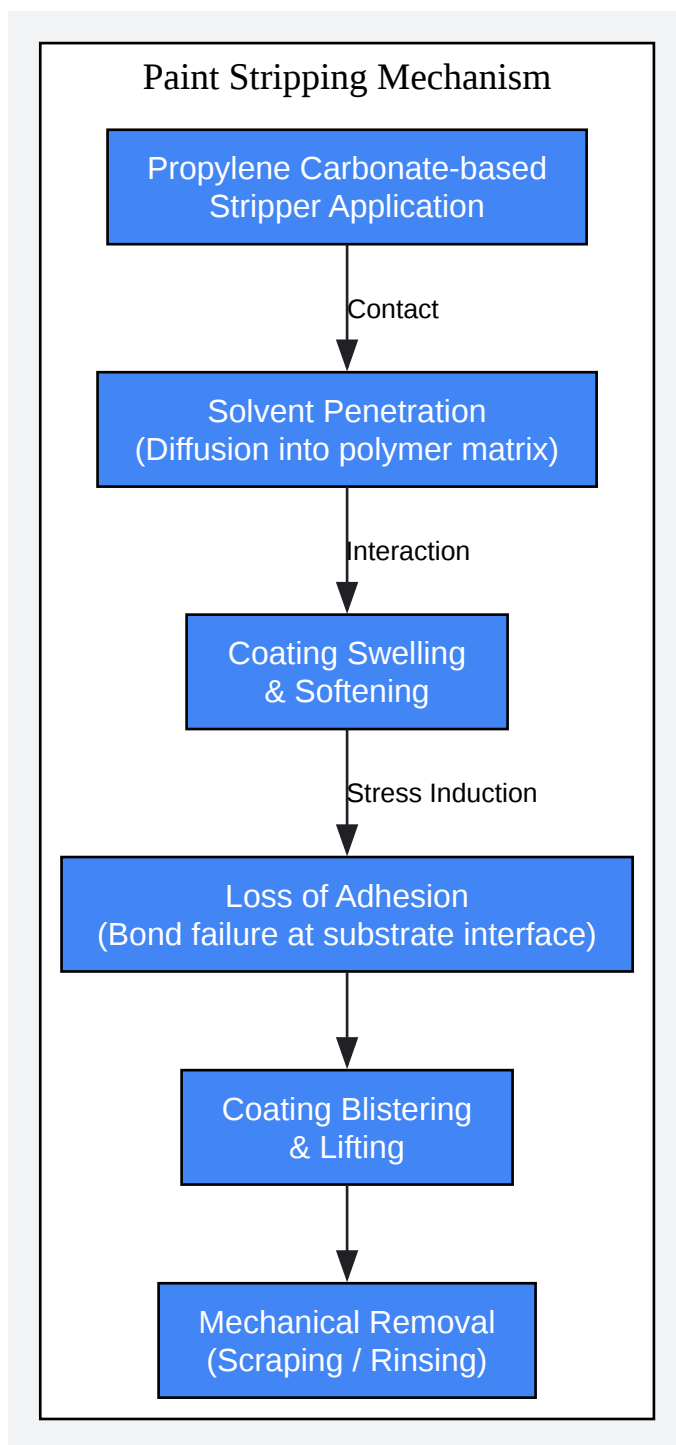 Paint Stripping Mechanism
Propylene Carbonate-based
Stripper Application
Contact
Solvent Penetration
(Diffusion into polymer matrix)
Interaction
Coating Swelling
& Softening
Stress Induction
Loss of Adhesion
(Bond failure at substrate interface)
Coating Blistering
& Lifting
Mechanical Removal
(Scraping / Rinsing)